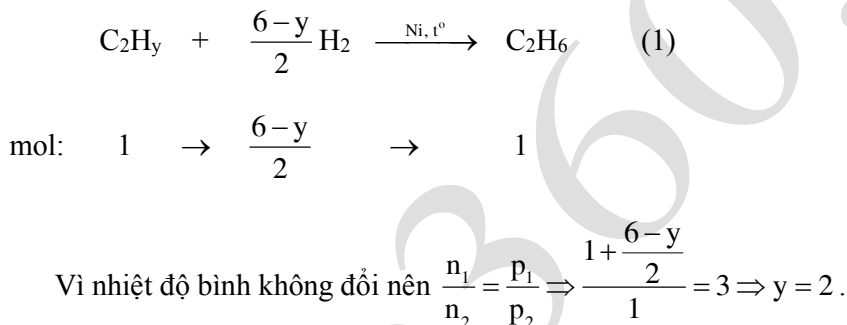 C₂Hy + (6 – y)/2 H₂ —Ni, t°→ C₂H₆ (1)
mol: 1 → (6 – y)/2 → 1
Vì nhiệt độ bình không đổi nên n₁/n₂ = p₁/p₂ ⇒ (1 + (6 – y)/2)/1 = 3 ⇒ y = 2 .